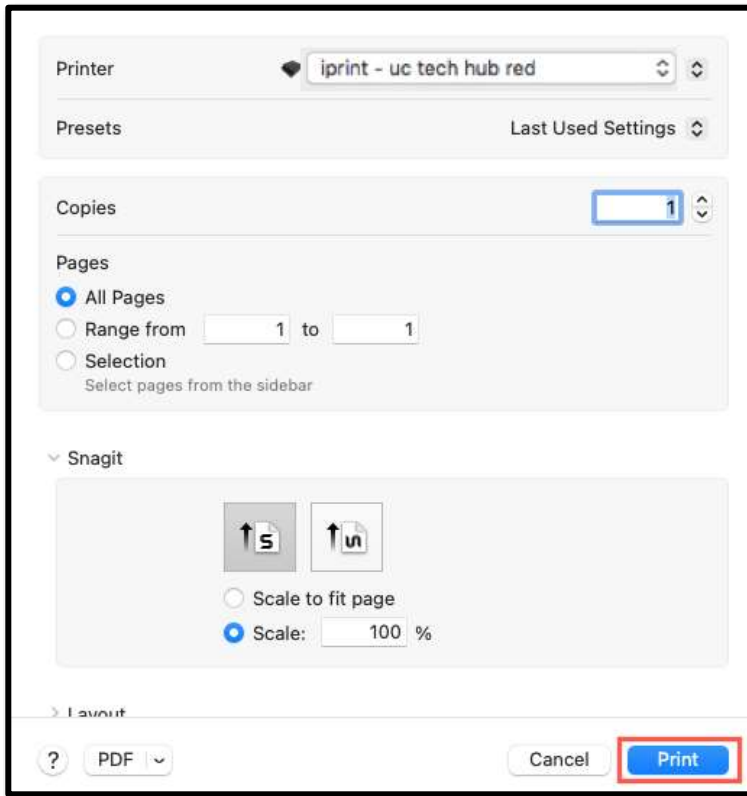 Printer iprint - uc tech hub red
Presets Last Used Settings
Copies 1
Pages
All Pages
Range from 1 to 1
Selection
Select pages from the sidebar
Snagit
S S
Scale to fit page
Scale: 100 %
Layout
? PDF Cancel Print